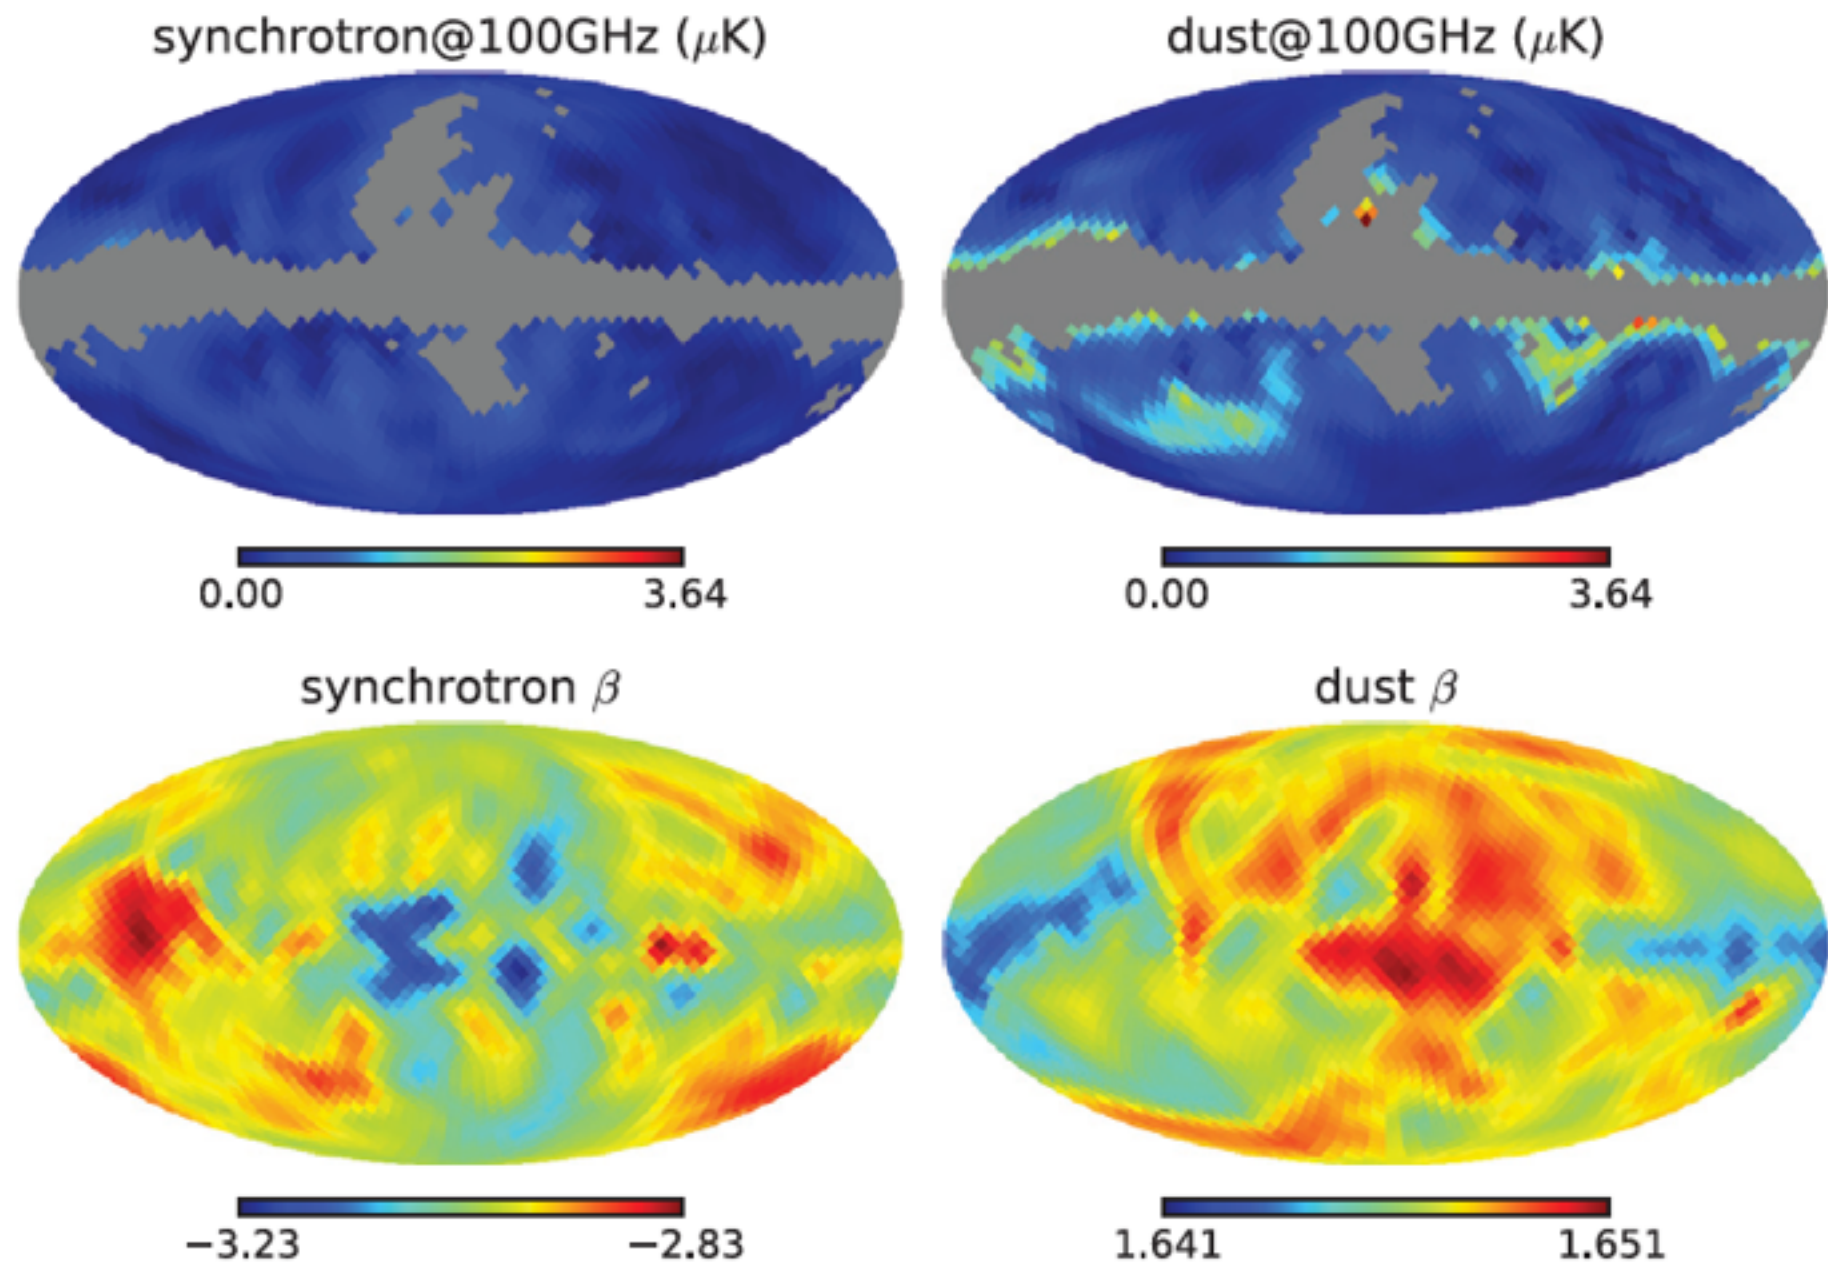 synchrotron@100GHz (μK)
dust@100GHz (μK)
0.00 3.64
0.00 3.64
synchrotron β
dust β
−3.23 −2.83
1.641 1.651